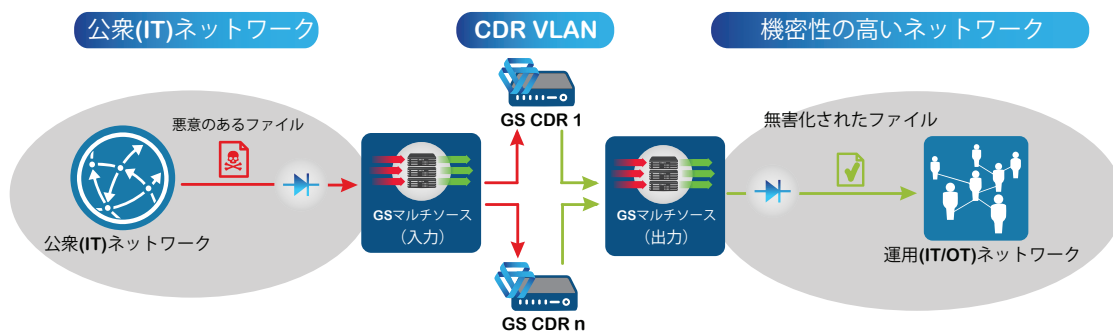 公衆(IT)ネットワーク
CDR VLAN
機密性の高いネットワーク
悪意のあるファイル
公衆(IT)ネットワーク
GSマルチソース
(入力)
GS CDR 1
GS CDR n
GSマルチソース
(出力)
無害化されたファイル
運用(IT/OT)ネットワーク